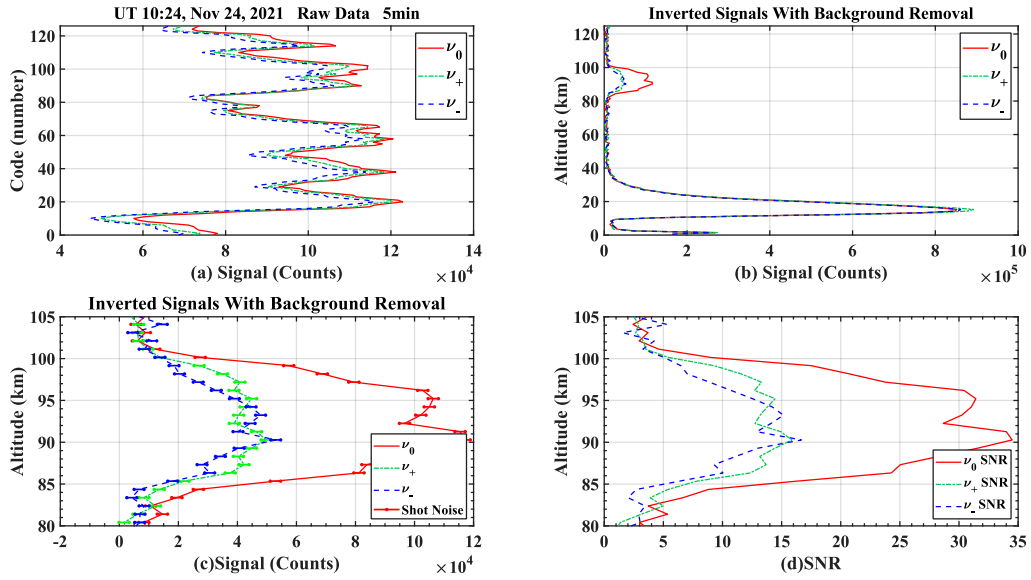 UT 10:24, Nov 24, 2021 Raw Data 5min
Code (number)
120
100
80
60
40
20
0
ν0
ν+
ν-
4 6 8 10 12 14
(a) Signal (Counts)
×10^4
Inverted Signals With Background Removal
Altitude (km)
120
100
80
60
40
20
0
ν0
ν+
ν-
0 2 4 6 8 10
(b) Signal (Counts)
×10^5
Inverted Signals With Background Removal
Altitude (km)
105
100
95
90
85
80
ν0
ν+
ν-
Shot Noise
-2 0 2 4 6 8 10 12
(c)Signal (Counts)
×10^4
Altitude (km)
105
100
95
90
85
80
ν0 SNR
ν+ SNR
ν- SNR
0 5 10 15 20 25 30 35
(d)SNR